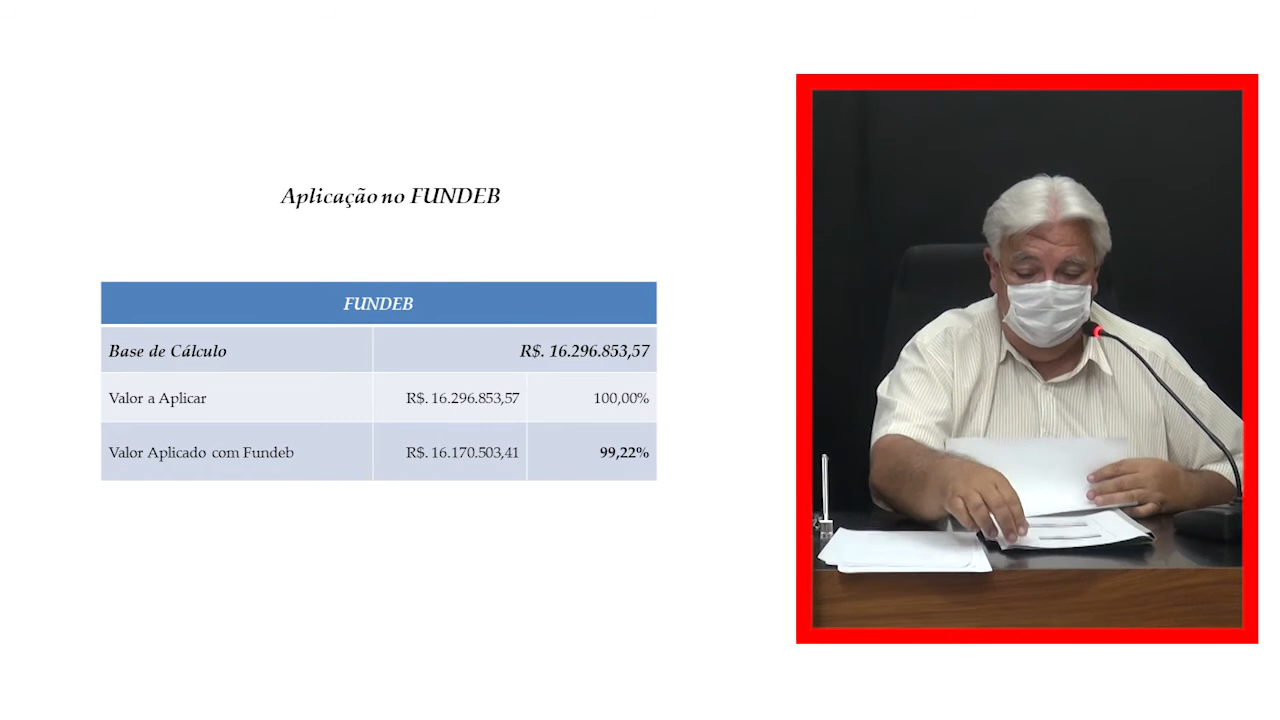 Aplicação no FUNDEB
FUNDEB
Base de Cálculo R$. 16.296.853,57
Valor a Aplicar R$. 16.296.853,57 100,00%
Valor Aplicado com Fundeb R$. 16.170.503,41 99,22%